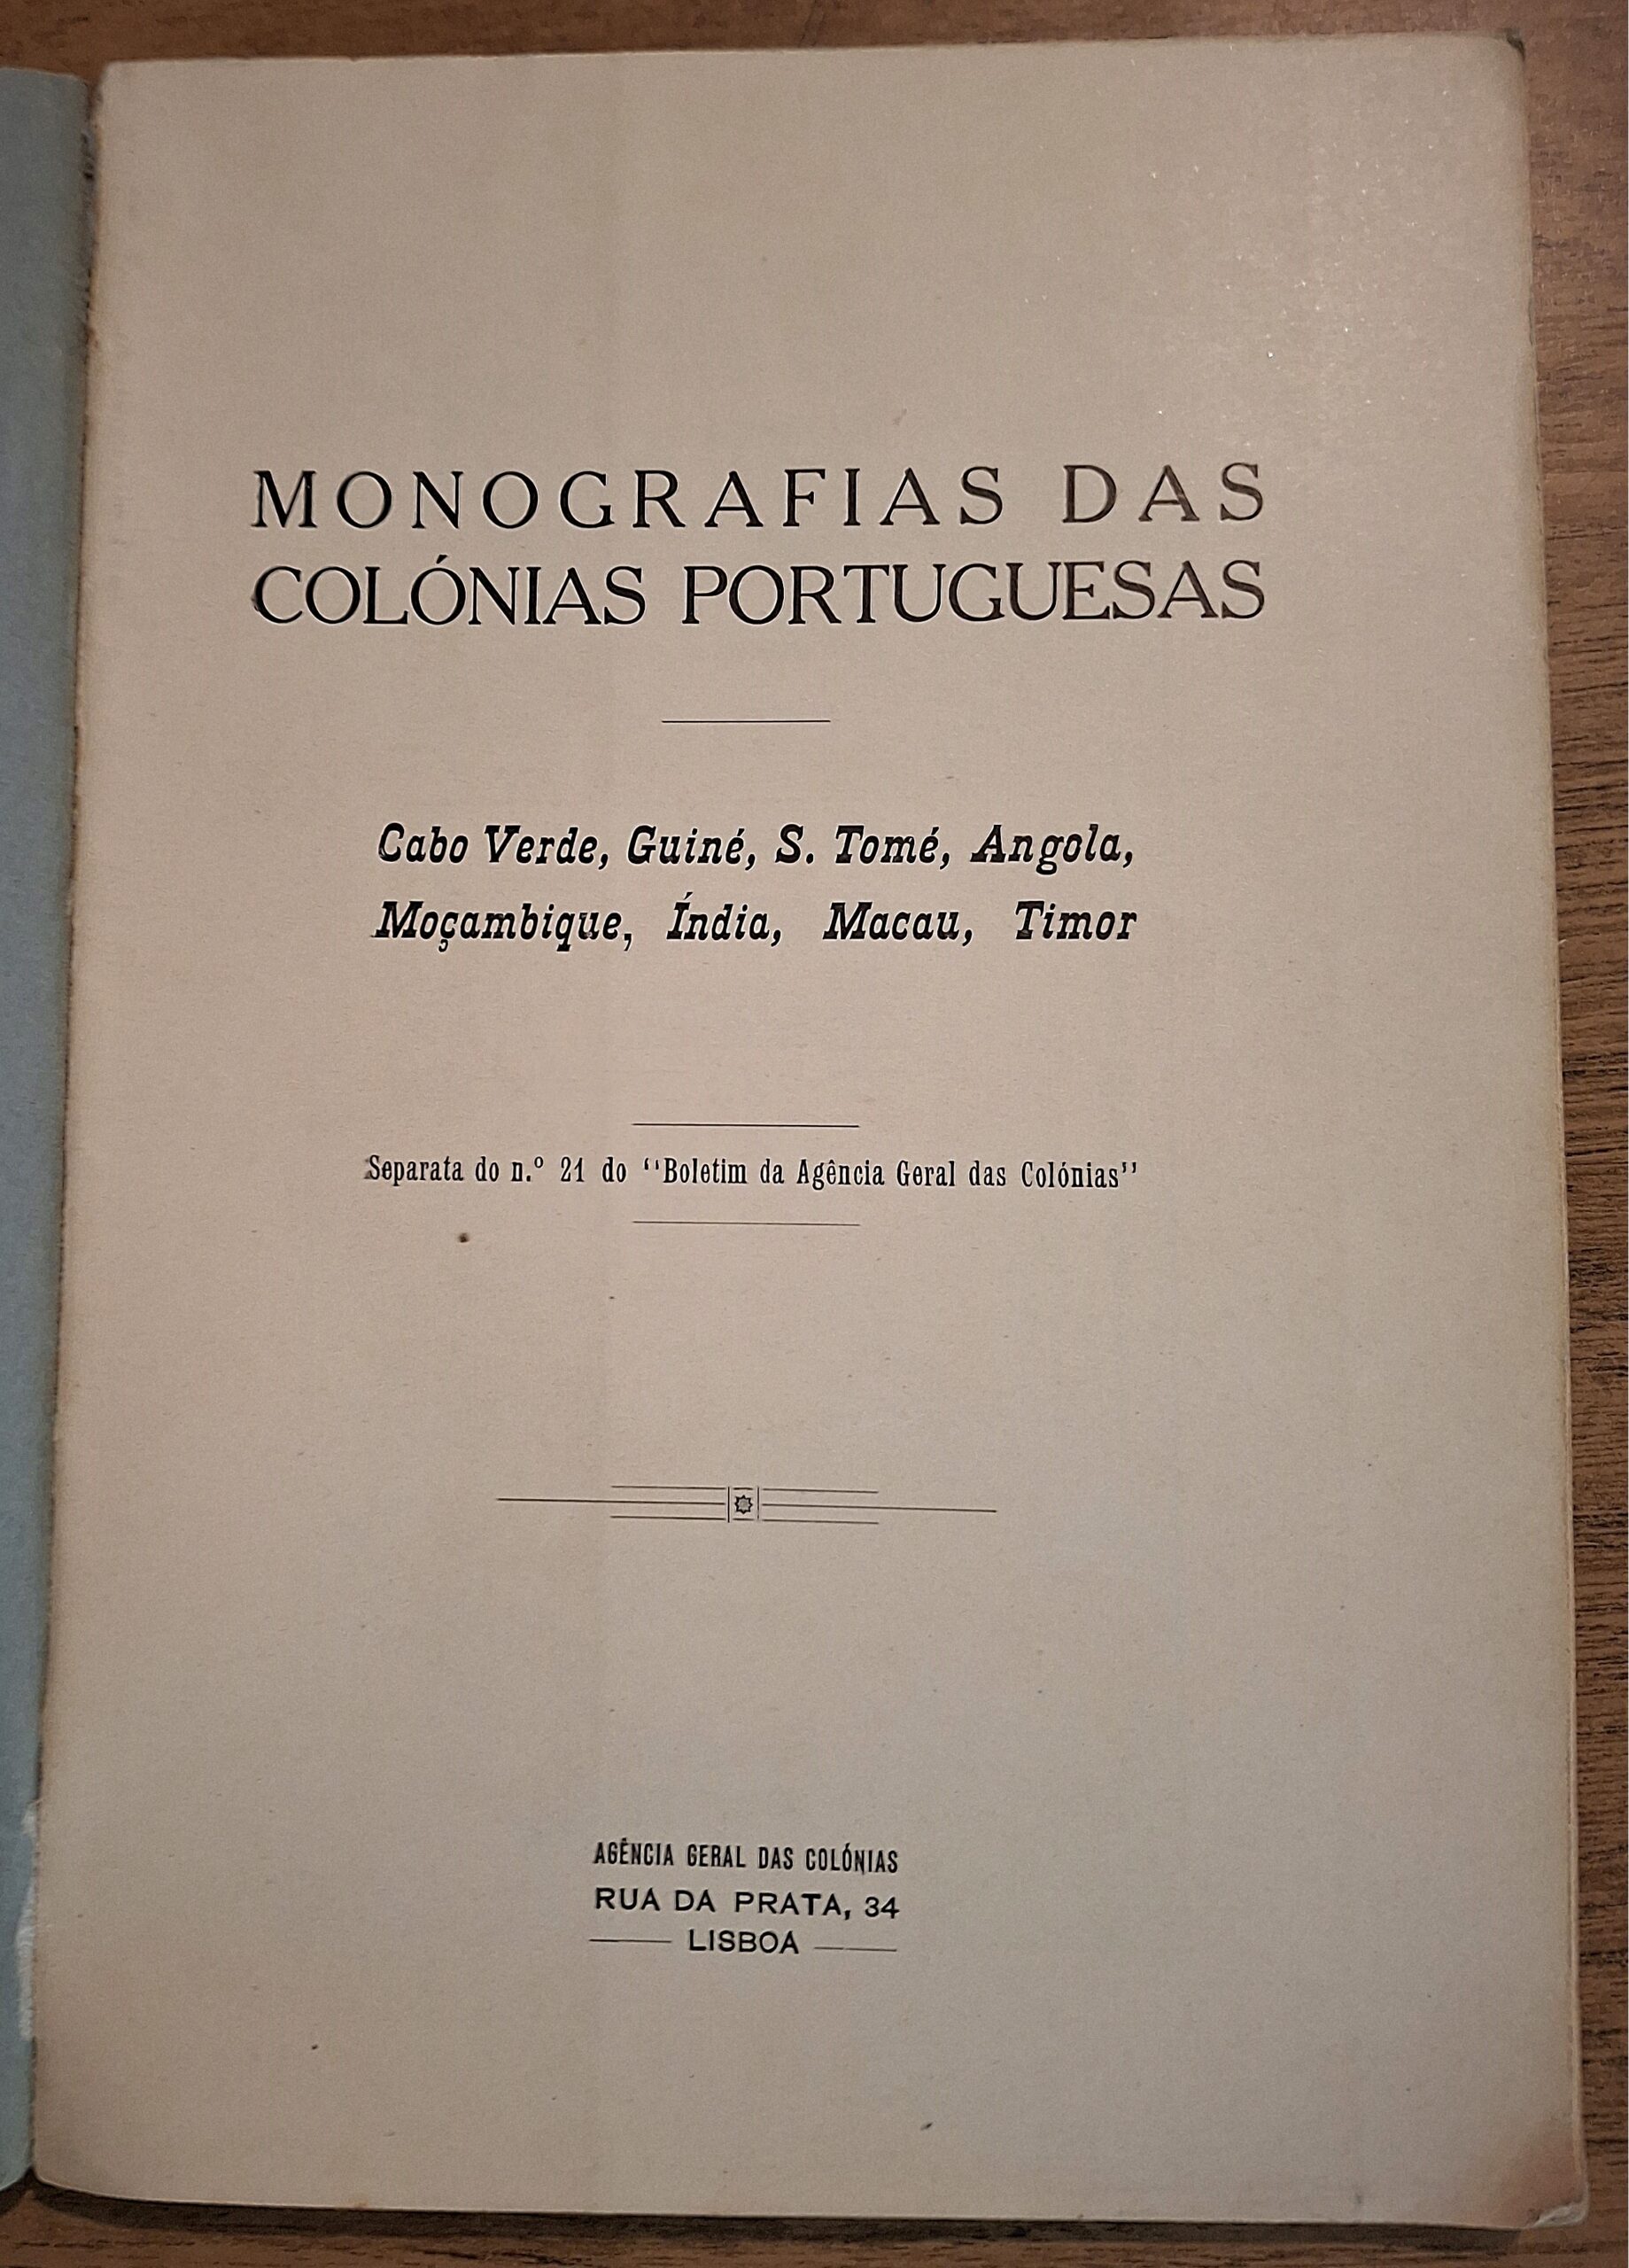 MONOGRAFIAS DAS
COLÓNIAS PORTUGUESAS
Cabo Verde, Guiné, S. Tomé, Angola,
Moçambique, Índia, Macau, Timor
Separata do n.º 21 do "Boletim da Agência Geral das Colónias"
AGÊNCIA GERAL DAS COLÓNIAS
RUA DA PRATA, 34
LISBOA